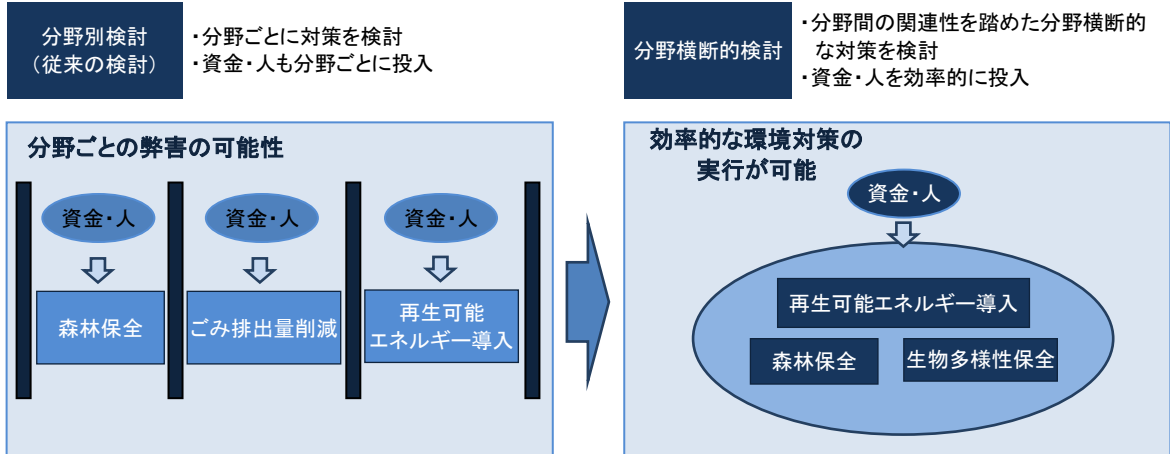 分野別検討
（従来の検討）
・分野ごとに対策を検討
・資金・人も分野ごとに投入
分野ごとの弊害の可能性
資金・人
資金・人
資金・人
森林保全
ごみ排出量削減
再生可能
エネルギー導入
分野横断的検討
・分野間の関連性を踏めた分野横断的
な対策を検討
・資金・人を効率的に投入
効率的な環境対策の
実行が可能
資金・人
再生可能エネルギー導入
森林保全
生物多様性保全